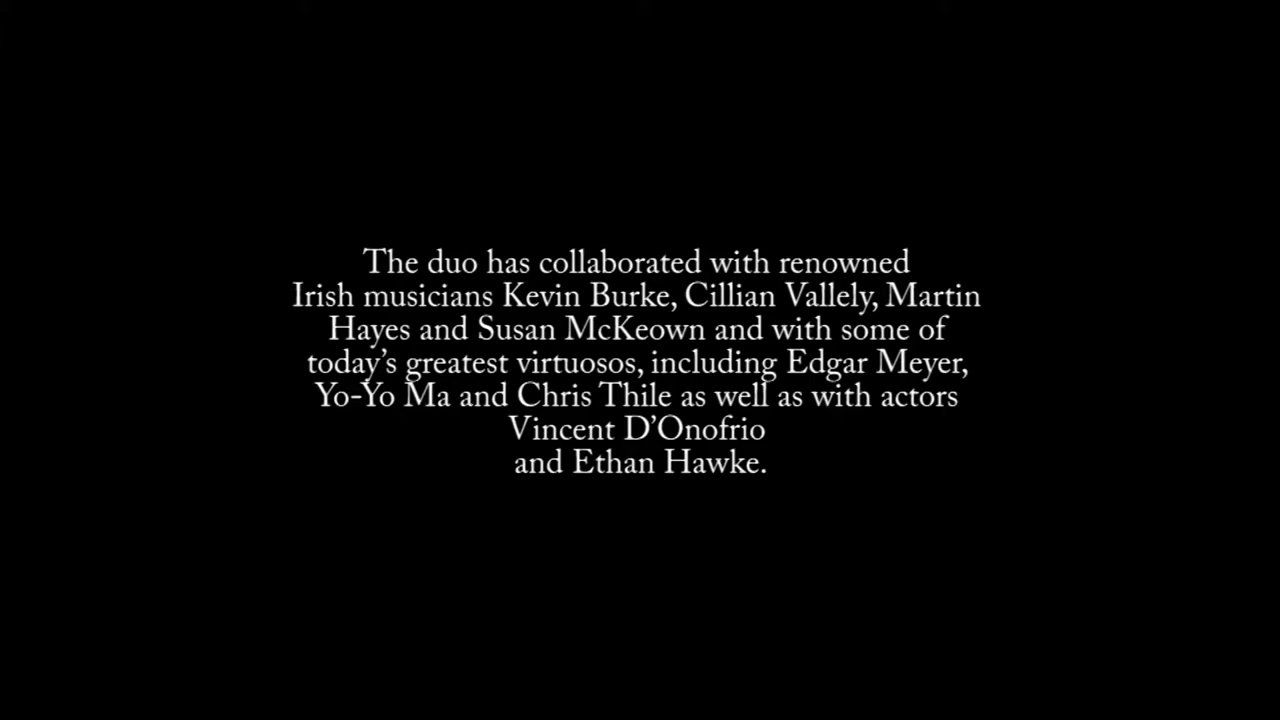 The duo has collaborated with renowned
Irish musicians Kevin Burke, Cillian Vallely, Martin
Hayes and Susan McKeown and with some of
today’s greatest virtuosos, including Edgar Meyer,
Yo-Yo Ma and Chris Thile as well as with actors
Vincent D’Onofrio
and Ethan Hawke.